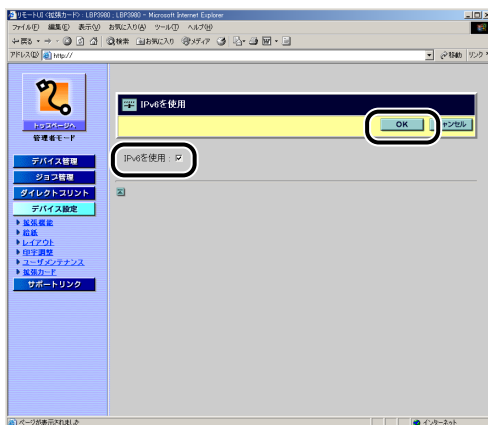 リモートUI <拡張カード> : LBP3980 ; LBP3980 - Microsoft Internet Explorer
ファイル(F) 編集(E) 表示(V) お気に入り(A) ツール(T) ヘルプ(H)
戻る 検索 お気に入り メディア
アドレス(D) http:// 移動 リンク
IPv6を使用
OK キャンセル
トップページへ
管理者モード
IPv6を使用 :
デバイス管理
ジョブ管理
ダイレクトプリント
デバイス設定
拡張機能
給紙
レイアウト
印字調整
ユーザメンテナンス
拡張カード
サポートリンク
ページが表示されました インターネット